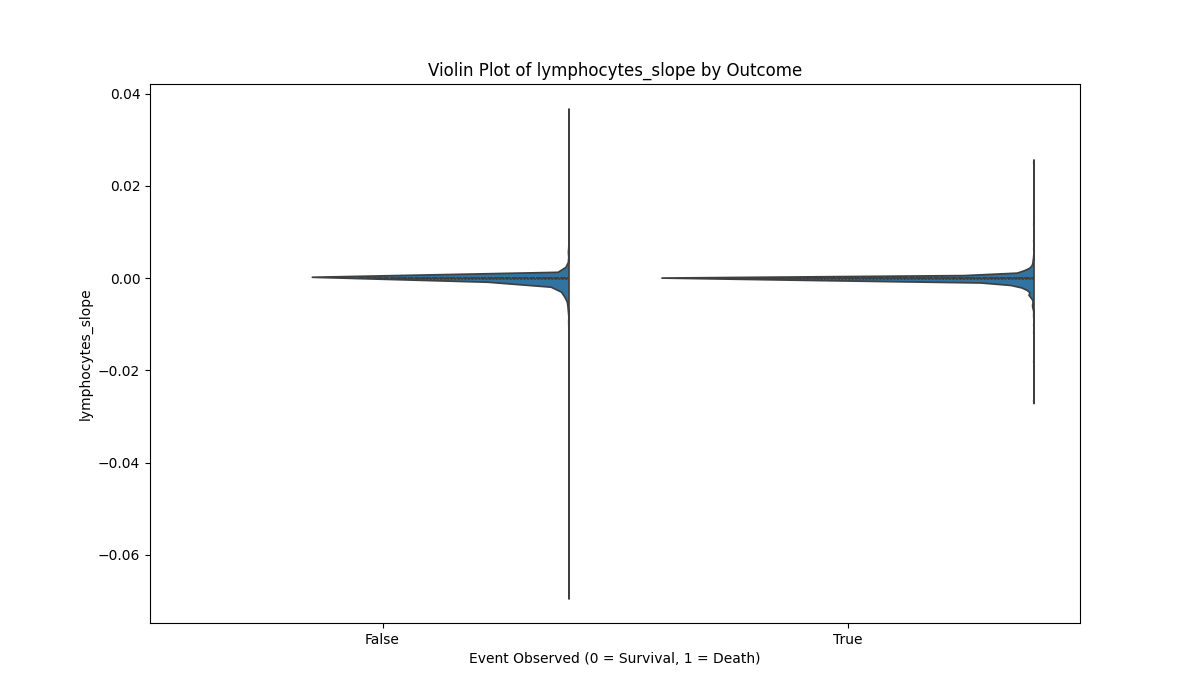 Violin Plot of lymphocytes_slope by Outcome
0.04
0.02
0.00
−0.02
−0.04
−0.06
lymphocytes_slope
False
True
Event Observed (0 = Survival, 1 = Death)